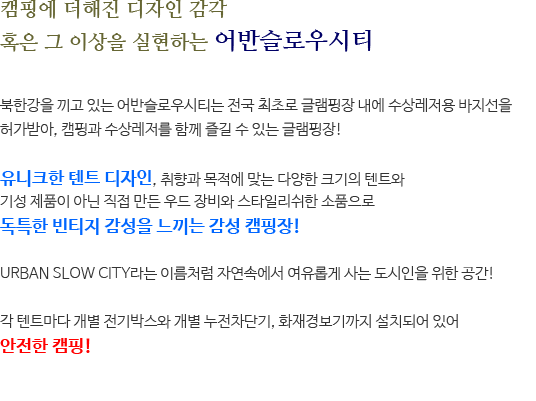 캠핑에 더해진 디자인 감각
혹은 그 이상을 실현하는 어반슬로우시티
북한강을 끼고 있는 어반슬로우시티는 전국 최초로 글램핑장 내에 수상레저용 바지선을
허가받아, 캠핑과 수상레저를 함께 즐길 수 있는 글램핑장!
유니크한 텐트 디자인, 취향과 목적에 맞는 다양한 크기의 텐트와
기성 제품이 아닌 직접 만든 우드 장비와 스타일리쉬한 소품으로
독특한 빈티지 감성을 느끼는 감성 캠핑장!
URBAN SLOW CITY라는 이름처럼 자연속에서 여유롭게 사는 도시인을 위한 공간!
각 텐트마다 개별 전기박스와 개별 누전차단기, 화재경보기까지 설치되어 있어
안전한 캠핑!